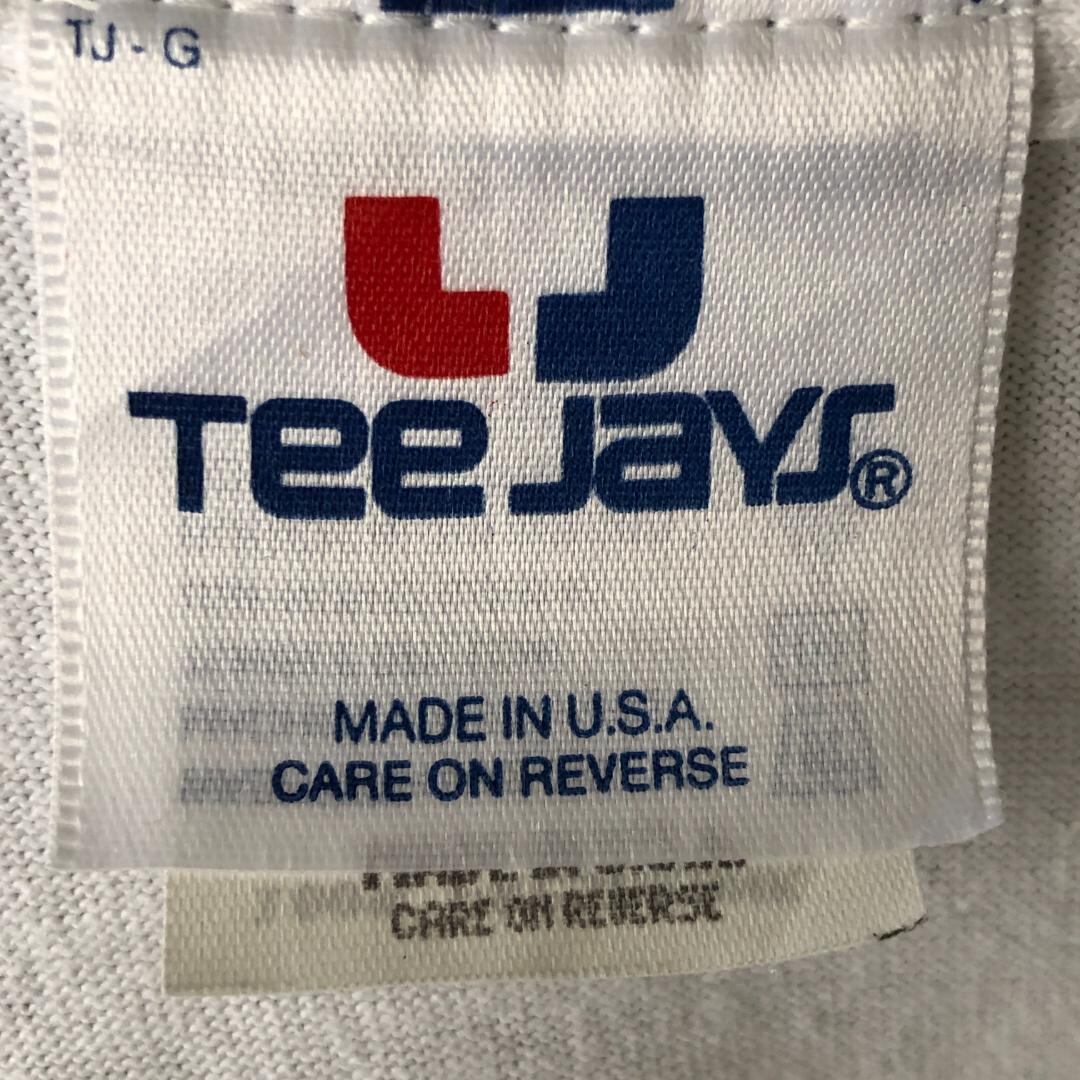 TJ - G
TEE JAYS®
MADE IN U.S.A.
CARE ON REVERSE
CARE ON REVERSE